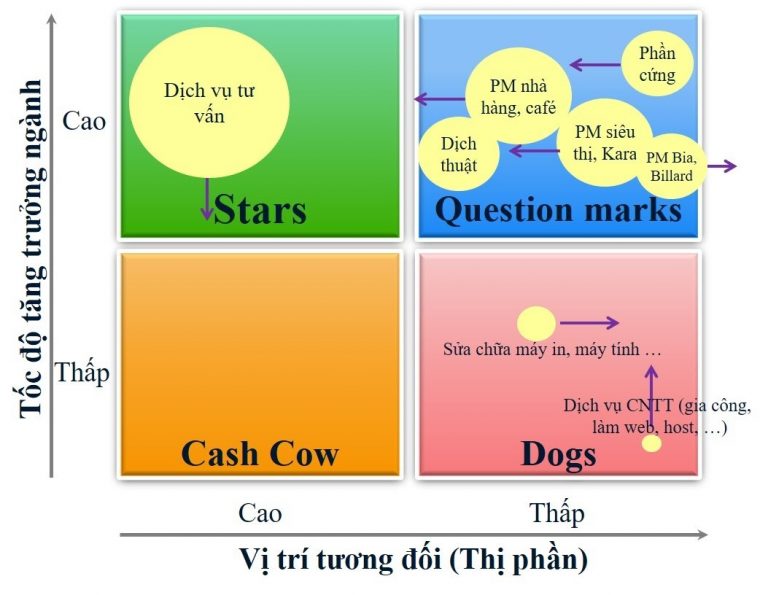 Tốc độ tăng trưởng ngành
Cao
Thấp
Dịch vụ tư
vấn
Stars
Phần
cứng
PM nhà
hàng, café
Dịch
thuật
PM siêu
thị, Kara
PM Bia,
Billard
Question marks
Cash Cow
Sửa chữa máy in, máy tính …
Dịch vụ CNTT (gia công,
làm web, host, …)
Dogs
Cao
Thấp
Vị trí tương đối (Thị phần)